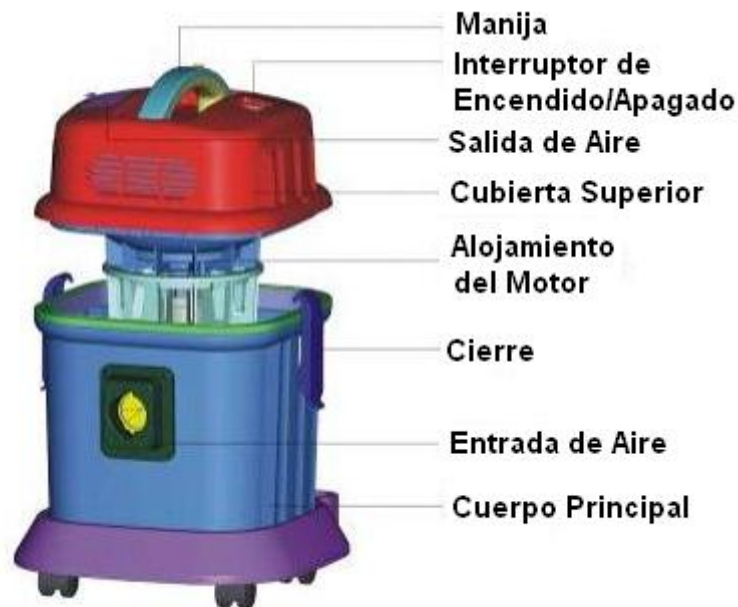 Manija
Interruptor de
Encendido/Apagado
Salida de Aire
Cubierta Superior
Alojamiento
del Motor
Cierre
Entrada de Aire
Cuerpo Principal